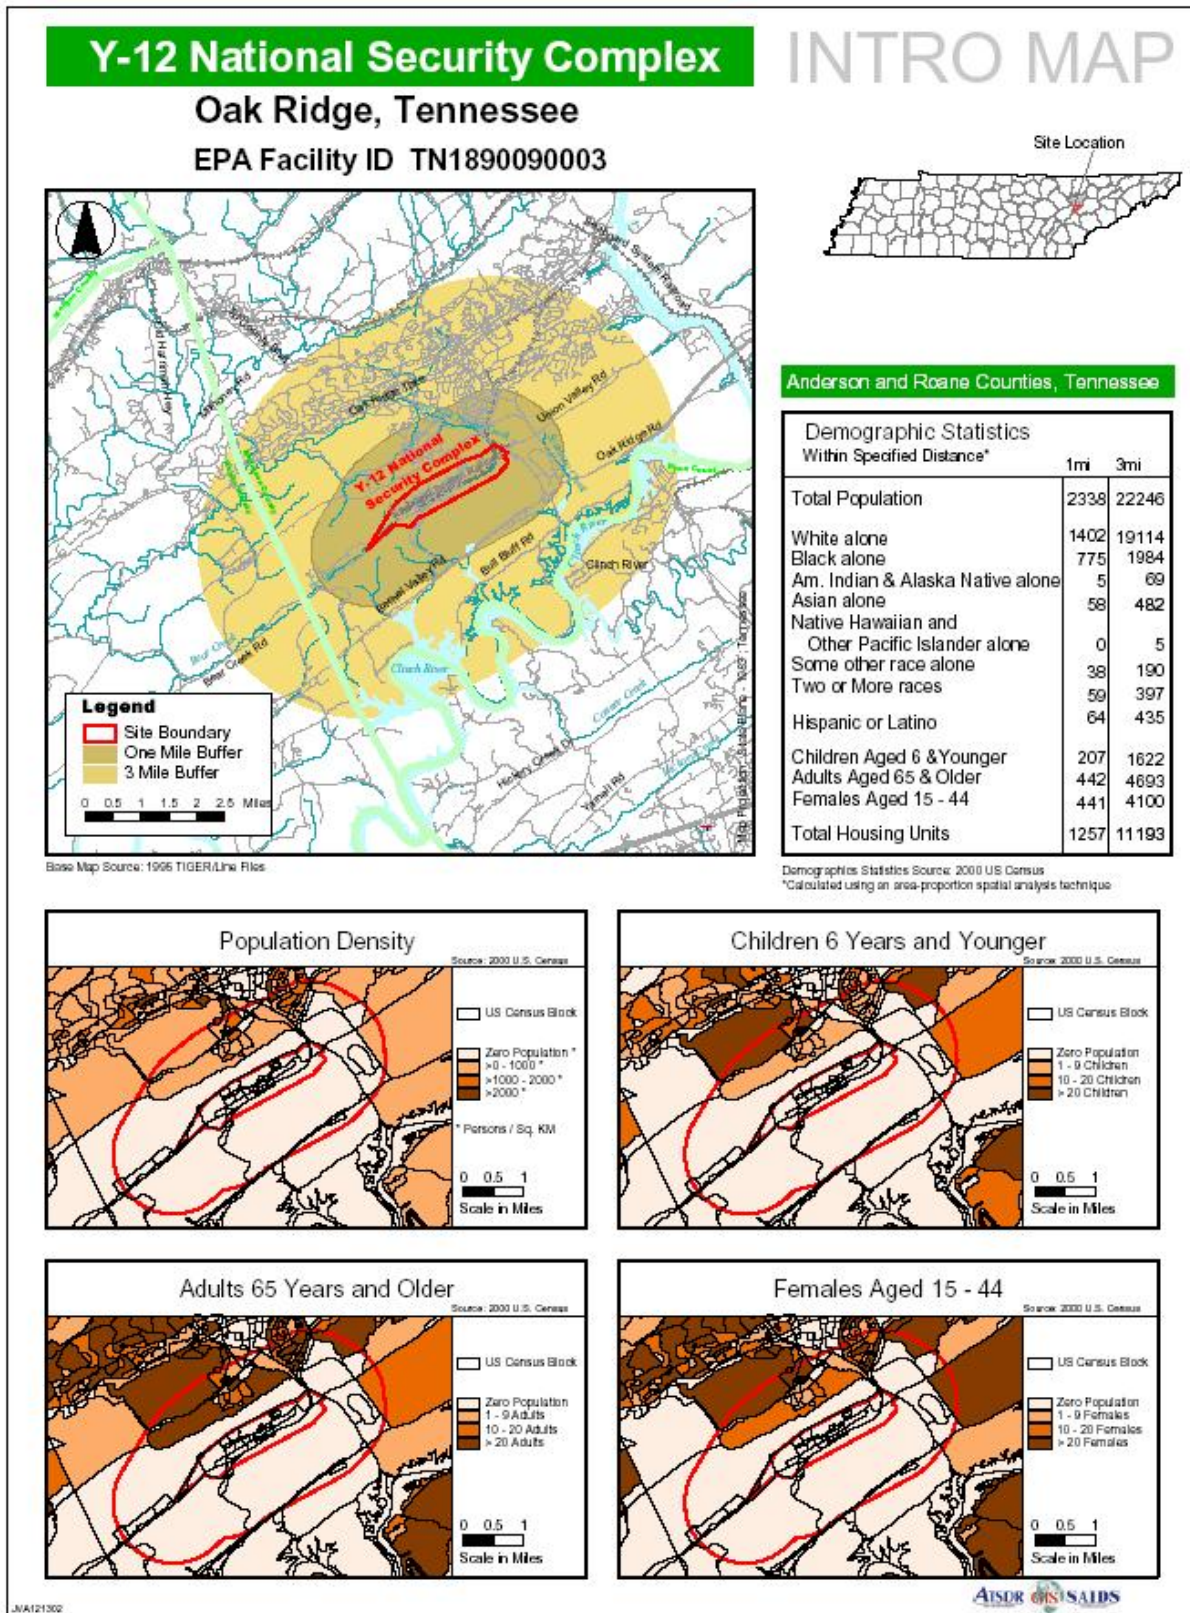 Y-12 National Security Complex
INTRO MAP
Oak Ridge, Tennessee
EPA Facility ID TN1890090003
Site Location
Oak Ridge Tpke
Union Valley Rd
Oak Ridge Rd
Y-12 National
Security Complex
Bethel Valley Rd
Bull Bluff Rd
Clinch River
Clinch River
Clinch River
Bear Creek Rd
Hickory Creek Dr
Yarnell Rd
Legend
Site Boundary
One Mile Buffer
3 Mile Buffer
0 0.5 1 1.5 2 2.5 Miles
Base Map Source: 1995 TIGER/Line Files
Anderson and Roane Counties, Tennessee
Demographic Statistics
Within Specified Distance* 1mi 3mi
Total Population 2338 22246
White alone 1402 19114
Black alone 775 1984
Am. Indian & Alaska Native alone 5 69
Asian alone 58 482
Native Hawaiian and
Other Pacific Islander alone 0 5
Some other race alone 38 190
Two or More races 59 397
Hispanic or Latino 64 435
Children Aged 6 & Younger 207 1622
Adults Aged 65 & Older 442 4693
Females Aged 15 - 44 441 4100
Total Housing Units 1257 11193
Demographics Statistics Source: 2000 US Census
*Calculated using an area-proportion spatial analysis technique
Population Density
Source: 2000 U.S. Census
US Census Block
Zero Population *
>0 - 1000 *
>1000 - 2000 *
>2000 *
* Persons / Sq. KM
0 0.5 1
Scale in Miles
Children 6 Years and Younger
Source: 2000 U.S. Census
US Census Block
Zero Population
1 - 9 Children
10 - 20 Children
> 20 Children
0 0.5 1
Scale in Miles
Adults 65 Years and Older
Source: 2000 U.S. Census
US Census Block
Zero Population
1 - 9 Adults
10 - 20 Adults
> 20 Adults
0 0.5 1
Scale in Miles
Females Aged 15 - 44
Source: 2000 U.S. Census
US Census Block
Zero Population
1 - 9 Females
10 - 20 Females
> 20 Females
0 0.5 1
Scale in Miles
JVA121302
ATSDR GIS SAIDS